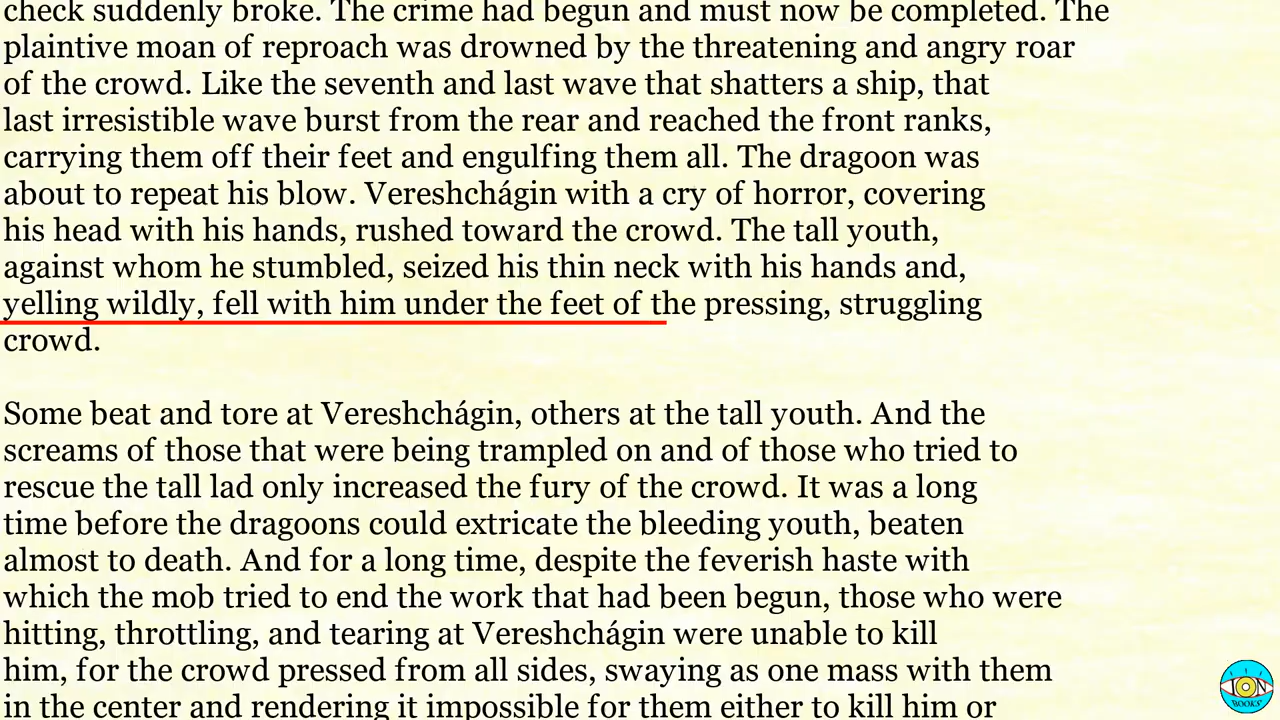 check suddenly broke. The crime had begun and must now be completed. The
plaintive moan of reproach was drowned by the threatening and angry roar
of the crowd. Like the seventh and last wave that shatters a ship, that
last irresistible wave burst from the rear and reached the front ranks,
carrying them off their feet and engulfing them all. The dragoon was
about to repeat his blow. Vereshchágin with a cry of horror, covering
his head with his hands, rushed toward the crowd. The tall youth,
against whom he stumbled, seized his thin neck with his hands and,
yelling wildly, fell with him under the feet of the pressing, struggling
crowd.
Some beat and tore at Vereshchágin, others at the tall youth. And the
screams of those that were being trampled on and of those who tried to
rescue the tall lad only increased the fury of the crowd. It was a long
time before the dragoons could extricate the bleeding youth, beaten
almost to death. And for a long time, despite the feverish haste with
which the mob tried to end the work that had been begun, those who were
hitting, throttling, and tearing at Vereshchágin were unable to kill
him, for the crowd pressed from all sides, swaying as one mass with them
in the center and rendering it impossible for them either to kill him or
ION
BOOKS